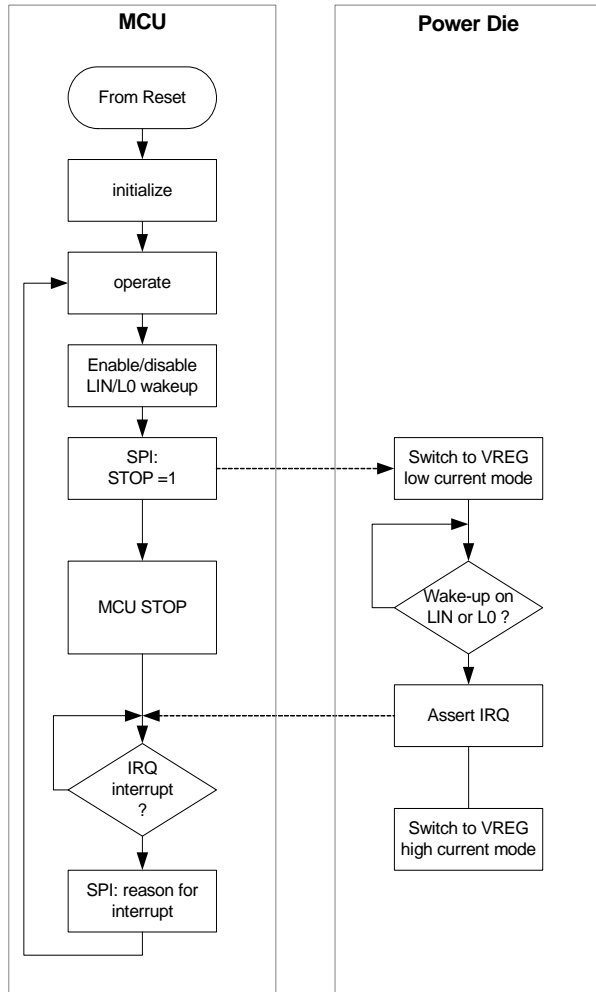 MCU
From Reset
initialize
operate
Enable/disable
LIN/L0 wakeup
SPI:
STOP =1
MCU STOP
IRQ
interrupt
?
SPI: reason for
interrupt
Power Die
Switch to VREG
low current mode
Wake-up on
LIN or L0 ?
Assert IRQ
Switch to VREG
high current mode